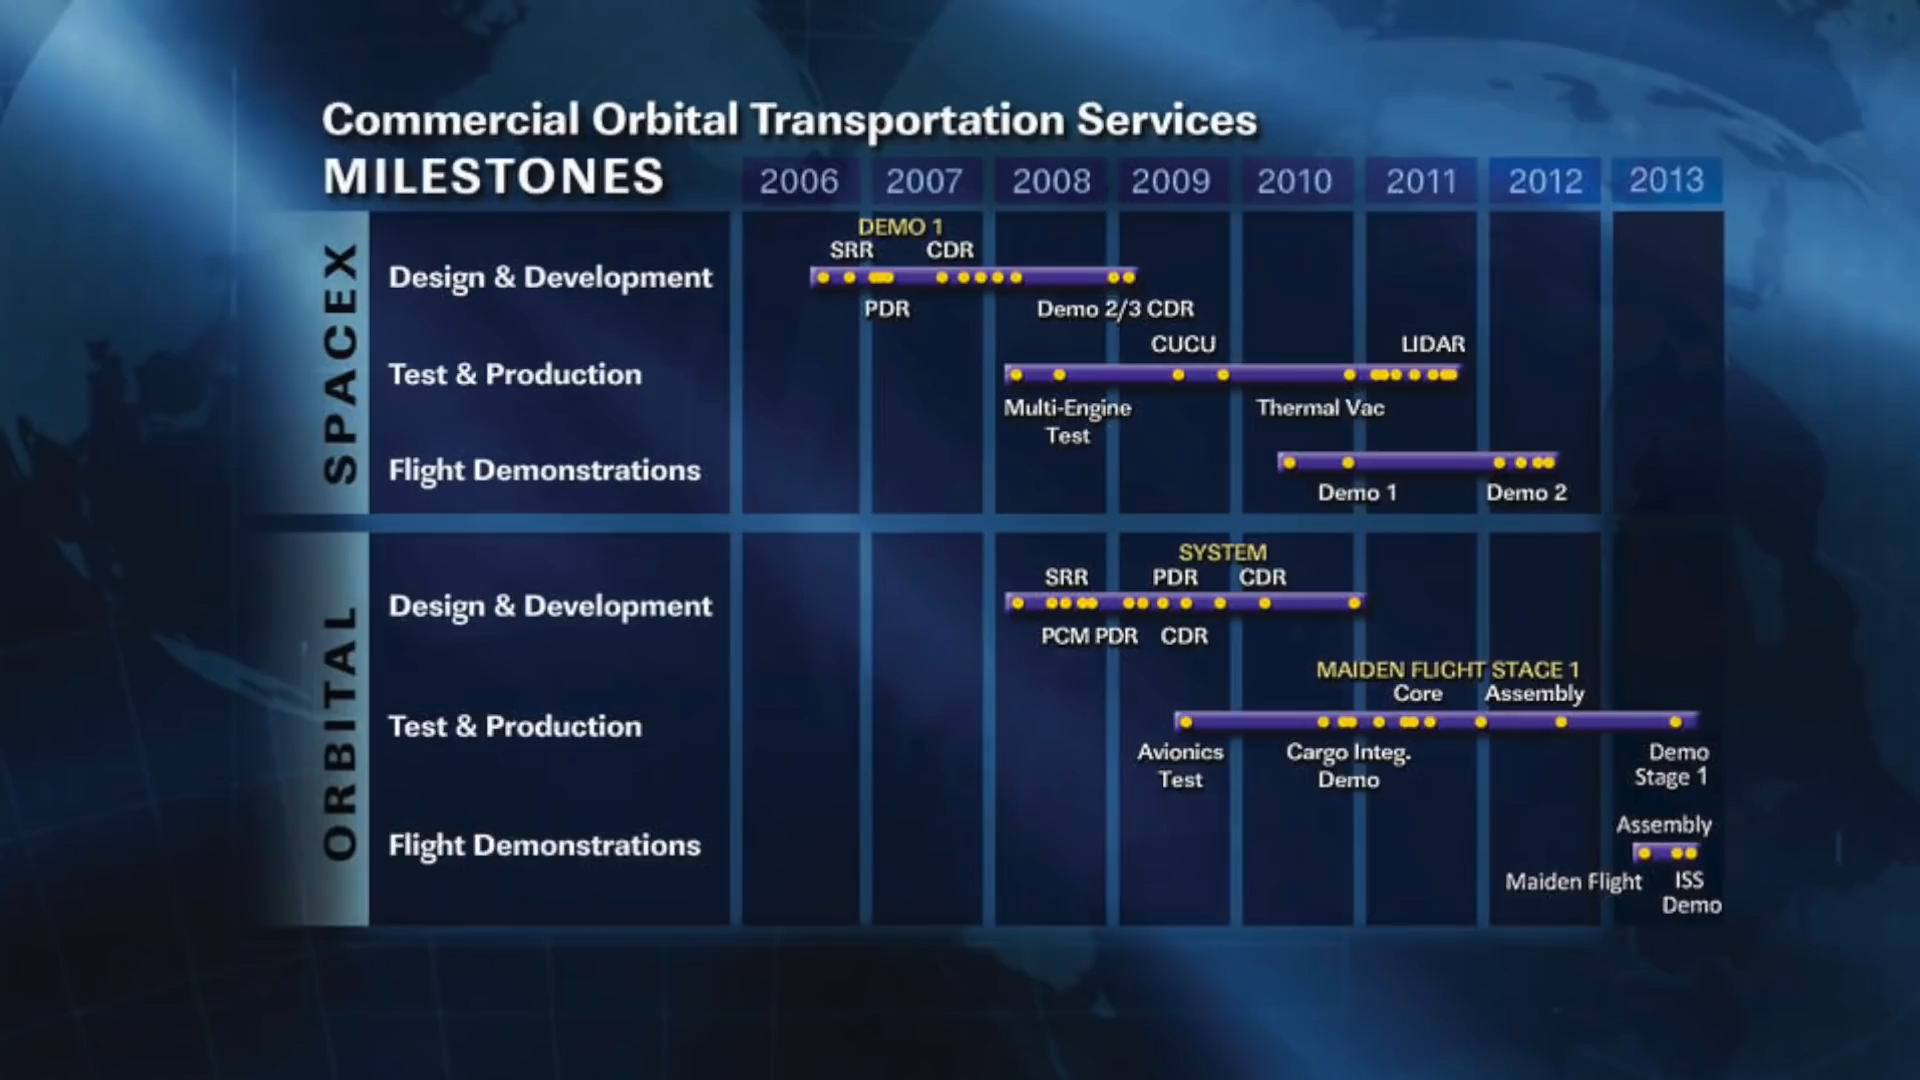 Commercial Orbital Transportation Services
MILESTONES
2006 2007 2008 2009 2010 2011 2012 2013
SPACEX
DEMO 1
SRR CDR
Design & Development
PDR Demo 2/3 CDR
CUCU LIDAR
Test & Production
Multi-Engine Thermal Vac
Test
Flight Demonstrations
Demo 1 Demo 2
ORBITAL
SYSTEM
SRR PDR CDR
Design & Development
PCM PDR CDR
MAIDEN FLIGHT STAGE 1
Core Assembly
Test & Production
Avionics Cargo Integ. Demo
Test Demo Stage 1
Assembly
Flight Demonstrations
Maiden Flight ISS
Demo